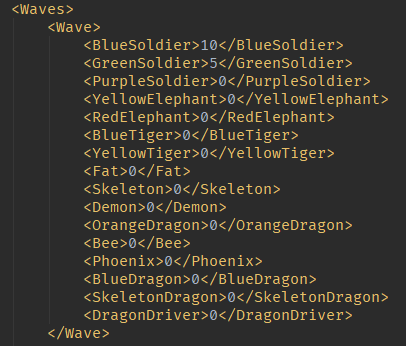 <Waves>
<Wave>
<BlueSoldier>10</BlueSoldier>
<GreenSoldier>5</GreenSoldier>
<PurpleSoldier>0</PurpleSoldier>
<YellowElephant>0</YellowElephant>
<RedElephant>0</RedElephant>
<BlueTiger>0</BlueTiger>
<YellowTiger>0</YellowTiger>
<Fat>0</Fat>
<Skeleton>0</Skeleton>
<Demon>0</Demon>
<OrangeDragon>0</OrangeDragon>
<Bee>0</Bee>
<Phoenix>0</Phoenix>
<BlueDragon>0</BlueDragon>
<SkeletonDragon>0</SkeletonDragon>
<DragonDriver>0</DragonDriver>
</Wave>